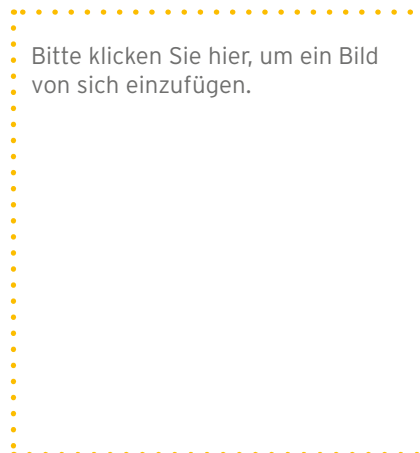 Bitte klicken Sie hier, um ein Bild
von sich einzufügen.